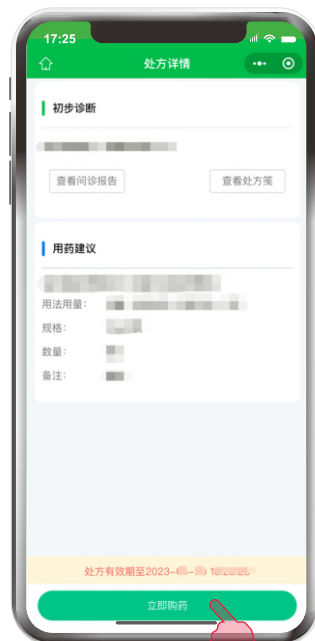 17:25
处方详情
初步诊断
查看问诊报告 查看处方笺
用药建议
用法用量：
规格：
数量：
备注：
处方有效期至2023-
立即购药